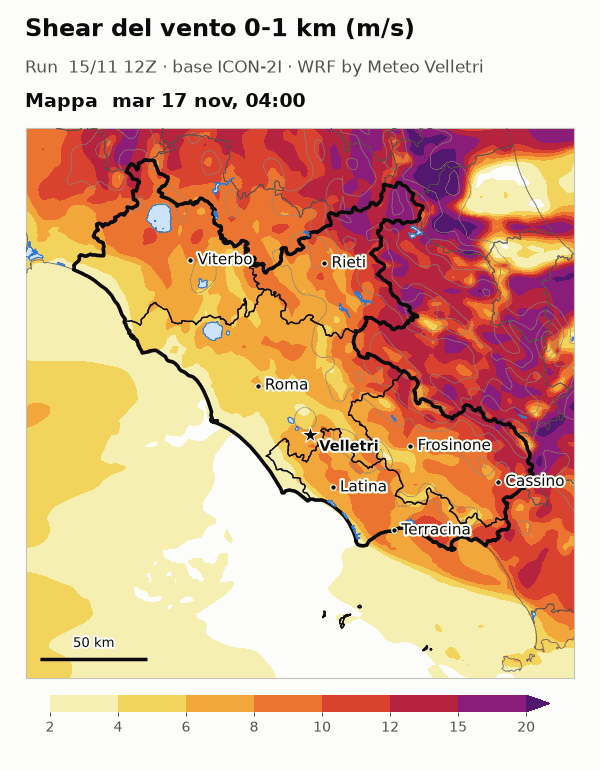 Shear del vento 0-1 km (m/s)
Run  15/11 12Z · base ICON-2I · WRF by Meteo Velletri
Mappa  mar 17 nov, 04:00
Viterbo
Rieti
Roma
Velletri
Frosinone
Cassino
Latina
Terracina
50 km
2 4 6 8 10 12 15 20